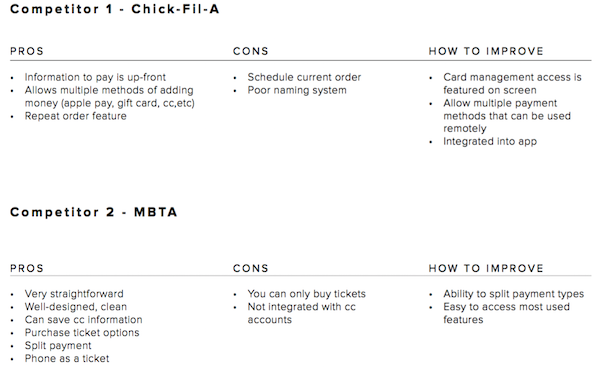 Competitor 1 - Chick-Fil-A
PROS
CONS
HOW TO IMPROVE
• Information to pay is up-front
• Allows multiple methods of adding
money (apple pay, gift card, cc,etc)
• Repeat order feature
• Schedule current order
• Poor naming system
• Card management access is
featured on screen
• Allow multiple payment
methods that can be used
remotely
• Integrated into app
Competitor 2 - MBTA
PROS
CONS
HOW TO IMPROVE
• Very straightforward
• Well-designed, clean
• Can save cc information
• Purchase ticket options
• Split payment
• Phone as a ticket
• You can only buy tickets
• Not integrated with cc
accounts
• Ability to split payment types
• Easy to access most used
features